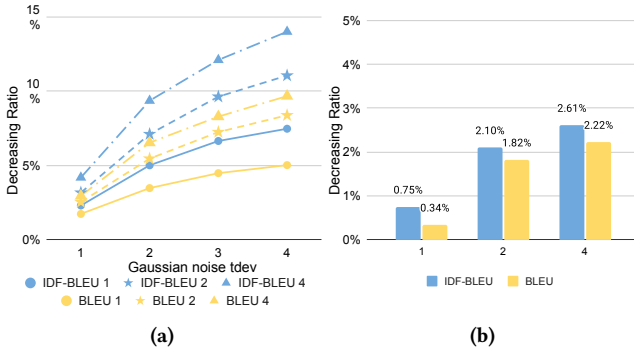 15
%
10
%
5%
0%
Decreasing Ratio
1 2 3 4
Gaussian noise tdev
IDF-BLEU 1 IDF-BLEU 2 IDF-BLEU 4
BLEU 1 BLEU 2 BLEU 4
(a)
5%
4%
3%
2%
1%
0%
Decreasing Ratio
0.75%
0.34%
2.10%
1.82%
2.61%
2.22%
1 2 4
IDF-BLEU BLEU
(b)